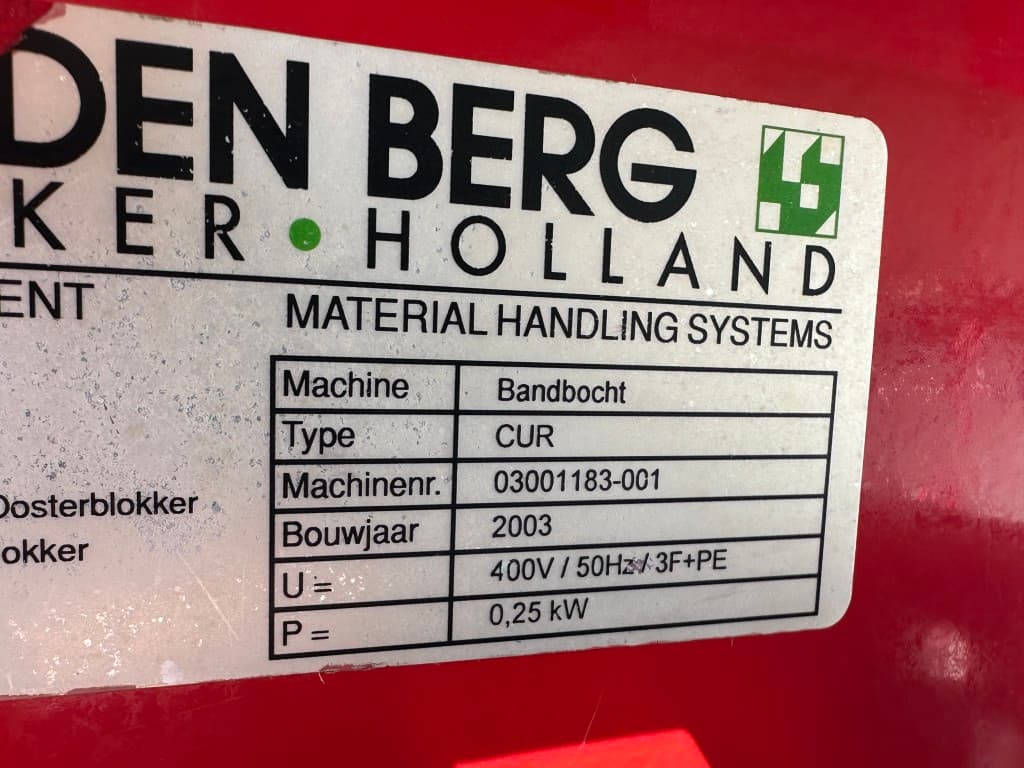 DEN BERG
KER • HOLLAND
ENT MATERIAL HANDLING SYSTEMS
Machine Bandbocht
Type CUR
Machinenr. 03001183-001
Bouwjaar 2003
U = 400V / 50Hz / 3F+PE
P = 0,25 kW
Oosterblokker
okker